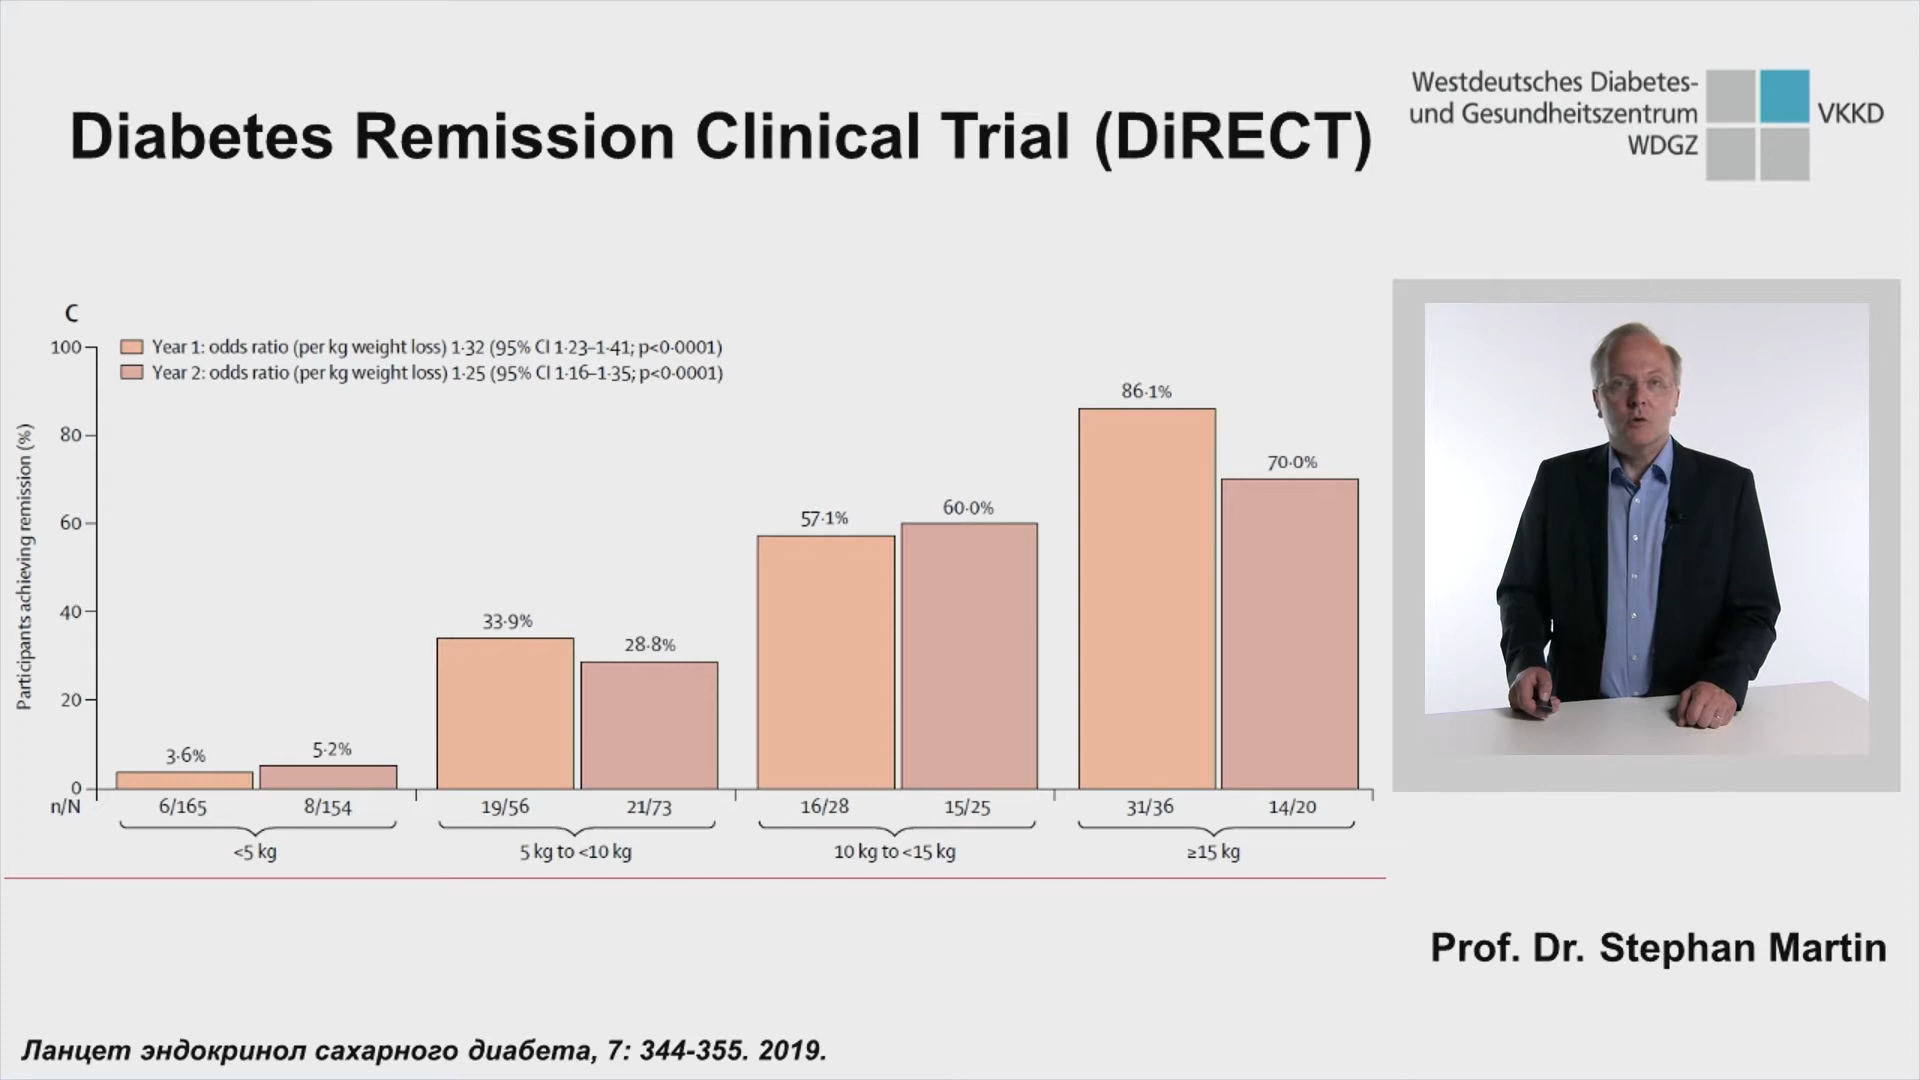 Diabetes Remission Clinical Trial (DiRECT)
Westdeutsches Diabetes-
und Gesundheitszentrum
WDGZ
VKKD
C
Year 1: odds ratio (per kg weight loss) 1·32 (95% CI 1·23–1·41; p<0·0001)
Year 2: odds ratio (per kg weight loss) 1·25 (95% CI 1·16–1·35; p<0·0001)
Participants achieving remission (%)
100
80
60
40
20
0
3·6%
5·2%
33·9%
28·8%
57·1%
60·0%
86·1%
70·0%
n/N
6/165
8/154
19/56
21/73
16/28
15/25
31/36
14/20
<5 kg
5 kg to <10 kg
10 kg to <15 kg
≥15 kg
Prof. Dr. Stephan Martin
Ланцет эндокринол сахарного диабета, 7: 344-355. 2019.